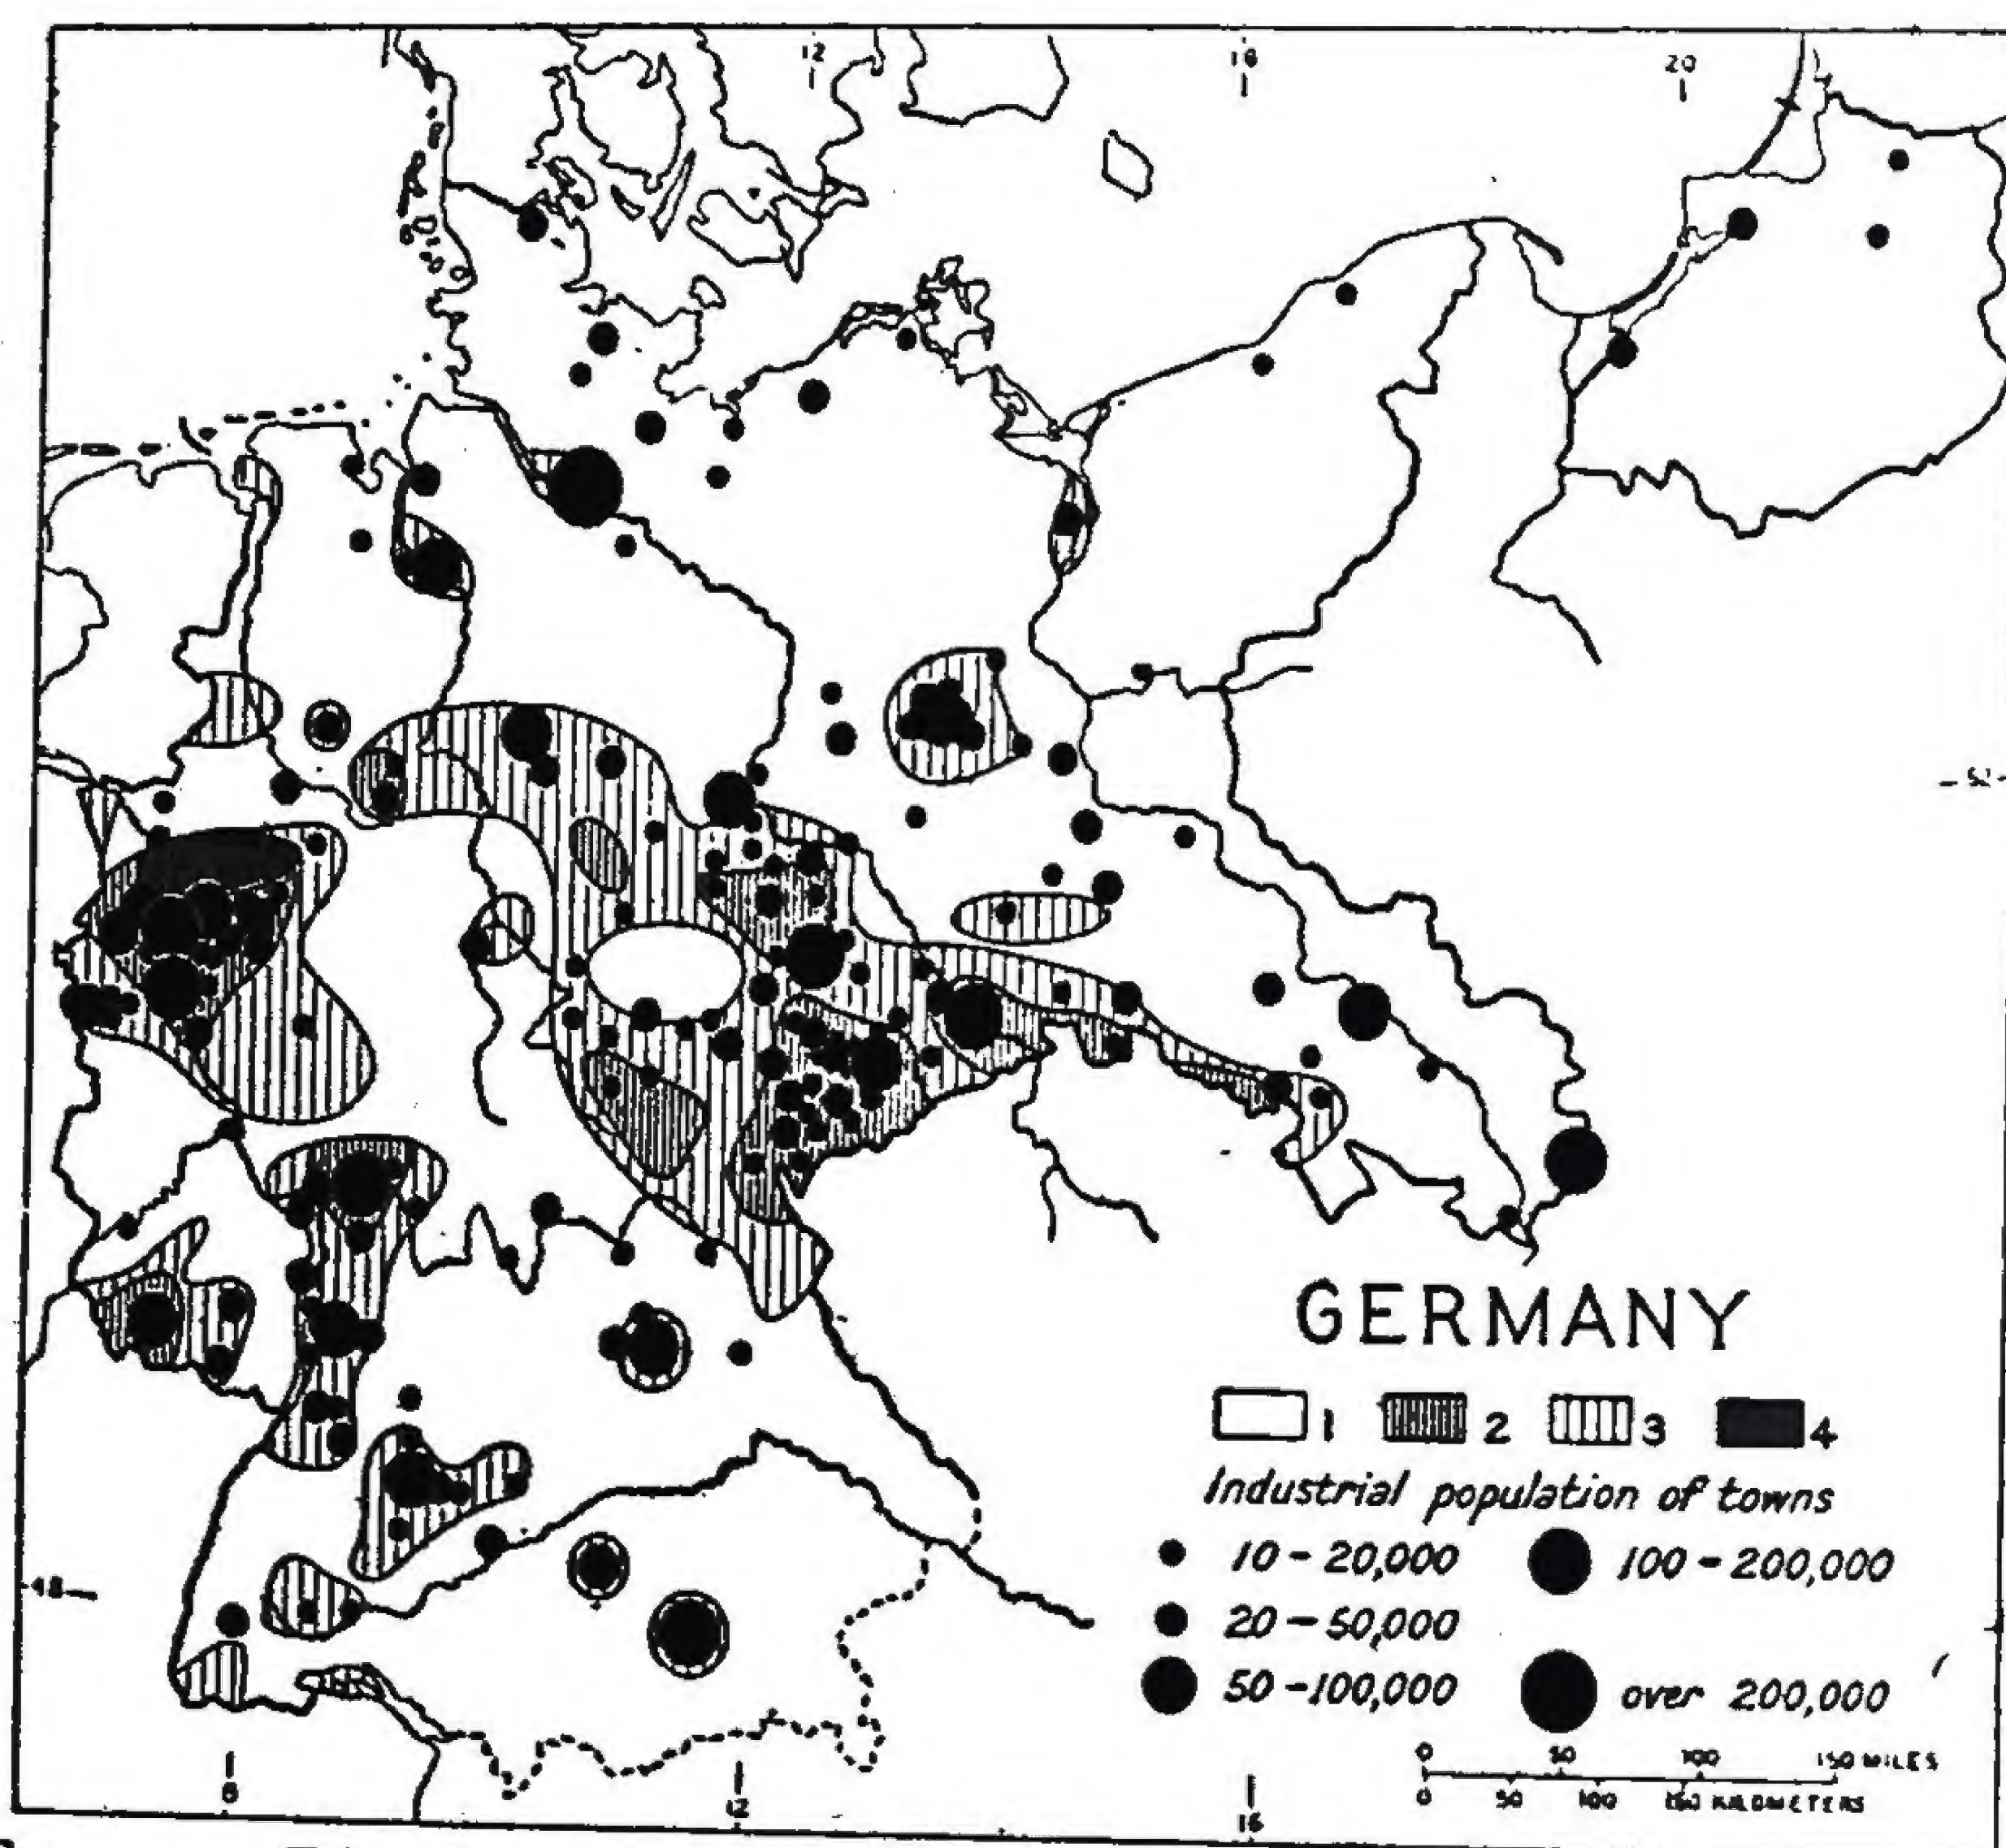 12 16 20
52
GERMANY
1 2 3 4
Industrial population of towns
10 - 20,000 100 - 200,000
20 - 50,000
50 - 100,000 over 200,000
48
0 50 100 150 MILES
0 50 100 150 KILOMETERS
8 12 16